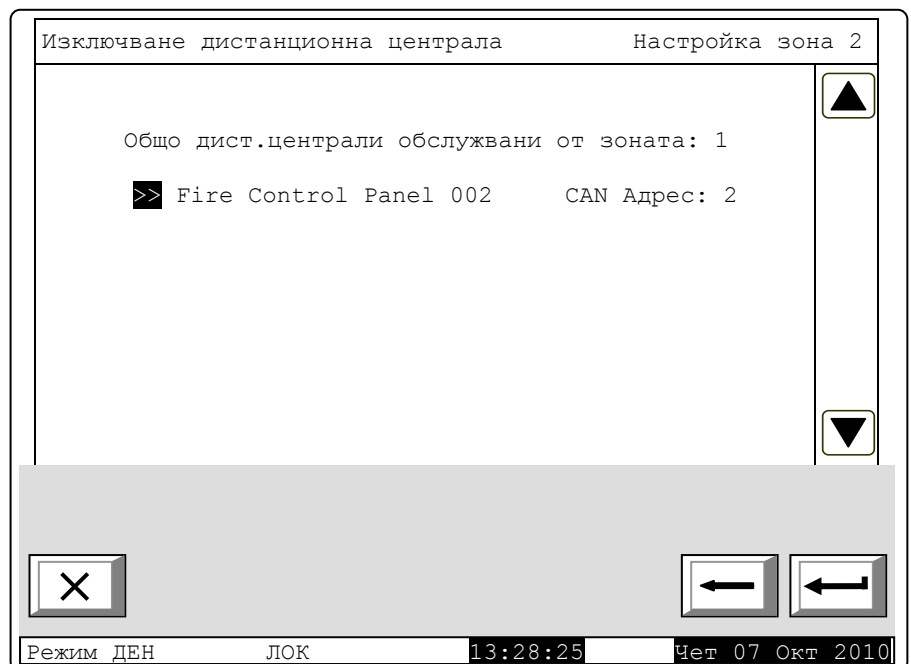 Изключване дистанционна централа Настройка зона 2
Общо дист.централи обслужвани от зоната: 1
>> Fire Control Panel 002 CAN Адрес: 2
Режим ДЕН ЛОК 13:28:25 Чет 07 Окт 2010